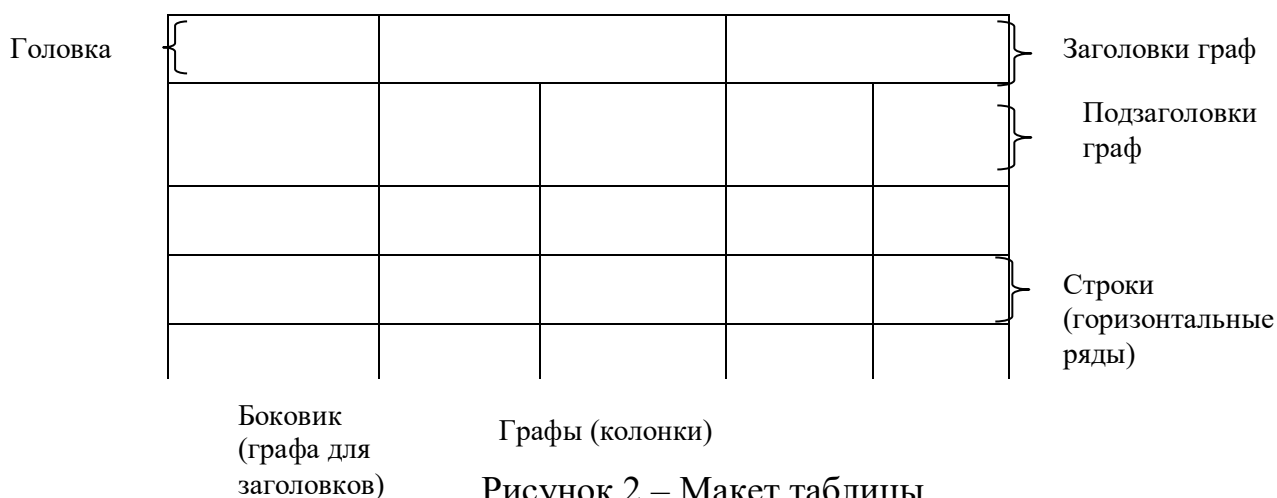 Головка
Заголовки граф
Подзаголовки
граф
Строки
(горизонтальные
ряды)
Боковик
(графа для
заголовков)
Графы (колонки)
Рисунок 2 – Макет таблицы